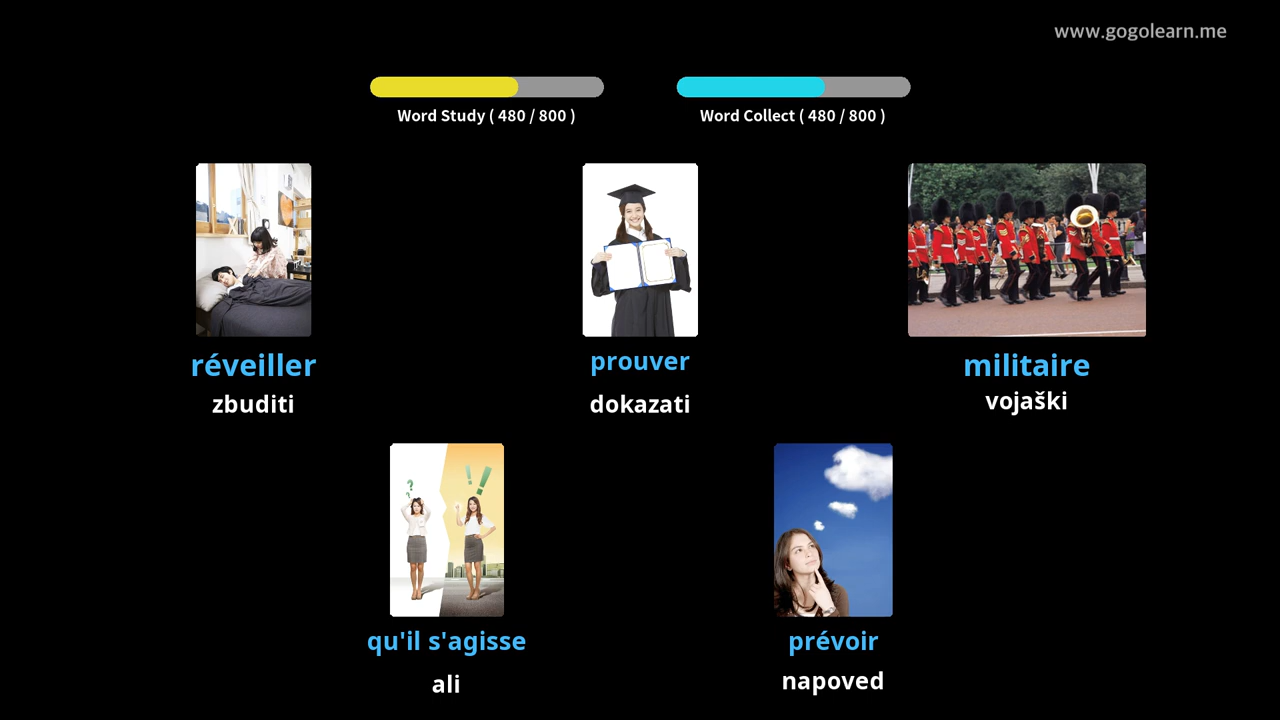 www.gogolearn.me
Word Study ( 480 / 800 )
Word Collect ( 480 / 800 )
réveiller
zbuditi
prouver
dokazati
militaire
vojaški
qu'il s'agisse
ali
prévoir
napoved